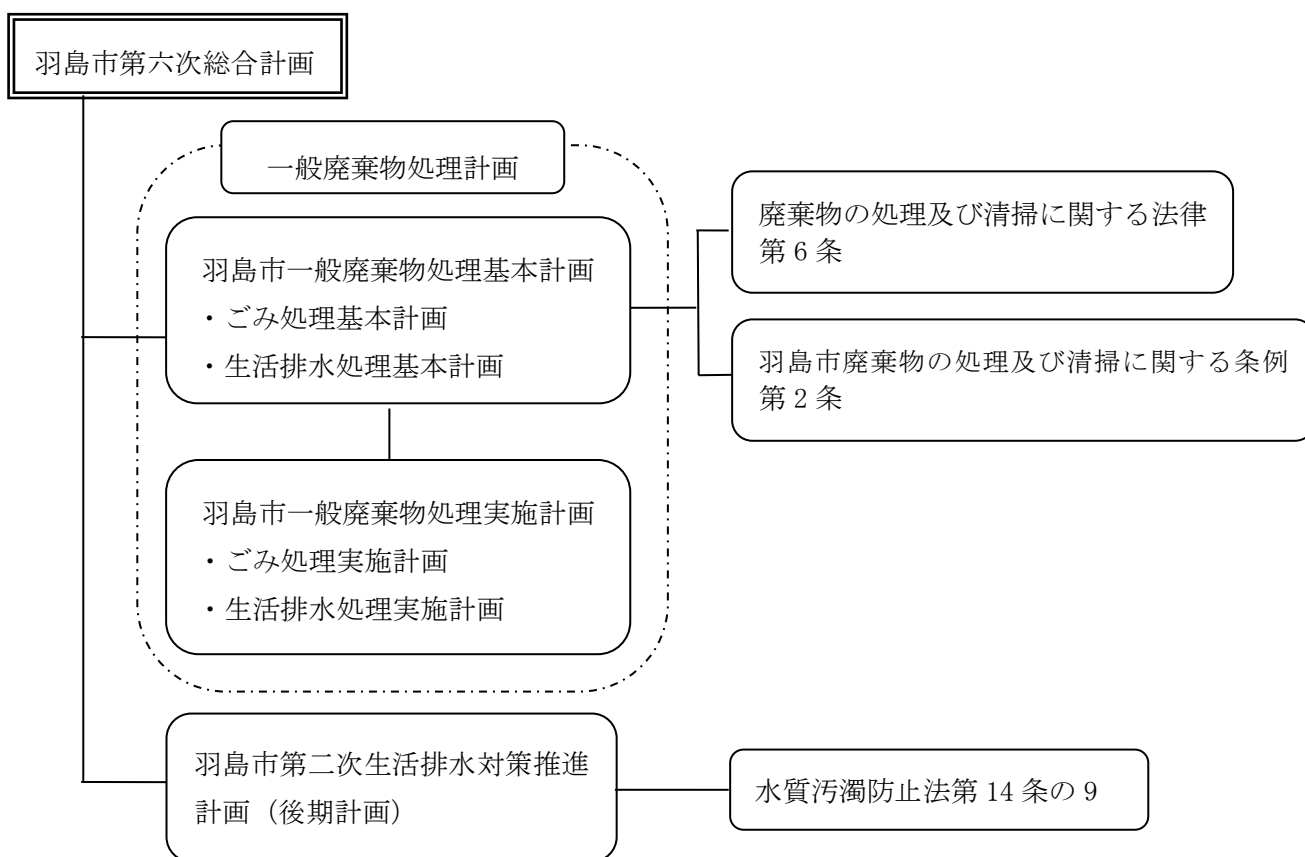 羽島市第六次総合計画
一般廃棄物処理計画
羽島市一般廃棄物処理基本計画
・ごみ処理基本計画
・生活排水処理基本計画
廃棄物の処理及び清掃に関する法律
第 6 条
羽島市廃棄物の処理及び清掃に関する条例
第 2 条
羽島市一般廃棄物処理実施計画
・ごみ処理実施計画
・生活排水処理実施計画
羽島市第二次生活排水対策推進
計画（後期計画）
水質汚濁防止法第 14 条の 9